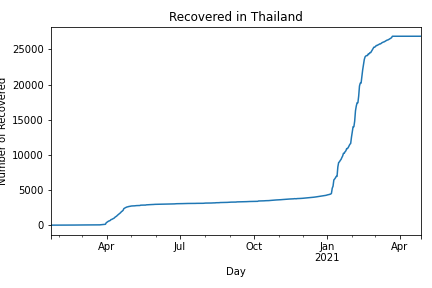 Recovered in Thailand
Number of Recovered
25000
20000
15000
10000
5000
0
Apr Jul Oct Jan Apr
2021
Day